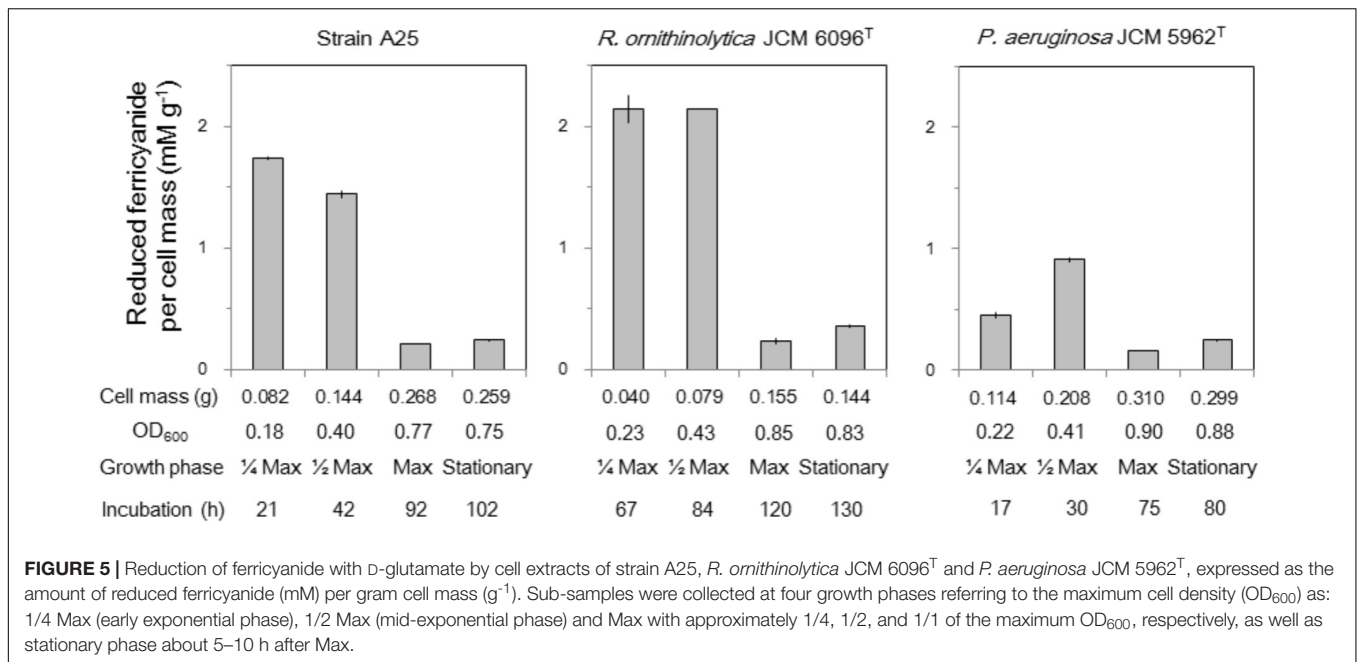 Strain A25
R. ornithinolytica JCM 6096ᵀ
P. aeruginosa JCM 5962ᵀ
Reduced ferricyanide
per cell mass (mM g⁻¹)
2
1
0
2
1
0
2
1
0
Cell mass (g) 0.082 0.144 0.268 0.259 0.040 0.079 0.155 0.144 0.114 0.208 0.310 0.299
OD₆₀₀ 0.18 0.40 0.77 0.75 0.23 0.43 0.85 0.83 0.22 0.41 0.90 0.88
Growth phase ¼ Max ½ Max Max Stationary ¼ Max ½ Max Max Stationary ¼ Max ½ Max Max Stationary
Incubation (h) 21 42 92 102 67 84 120 130 17 30 75 80
FIGURE 5 | Reduction of ferricyanide with D-glutamate by cell extracts of strain A25, R. ornithinolytica JCM 6096ᵀ and P. aeruginosa JCM 5962ᵀ, expressed as the
amount of reduced ferricyanide (mM) per gram cell mass (g⁻¹). Sub-samples were collected at four growth phases referring to the maximum cell density (OD₆₀₀) as:
1/4 Max (early exponential phase), 1/2 Max (mid-exponential phase) and Max with approximately 1/4, 1/2, and 1/1 of the maximum OD₆₀₀, respectively, as well as
stationary phase about 5–10 h after Max.